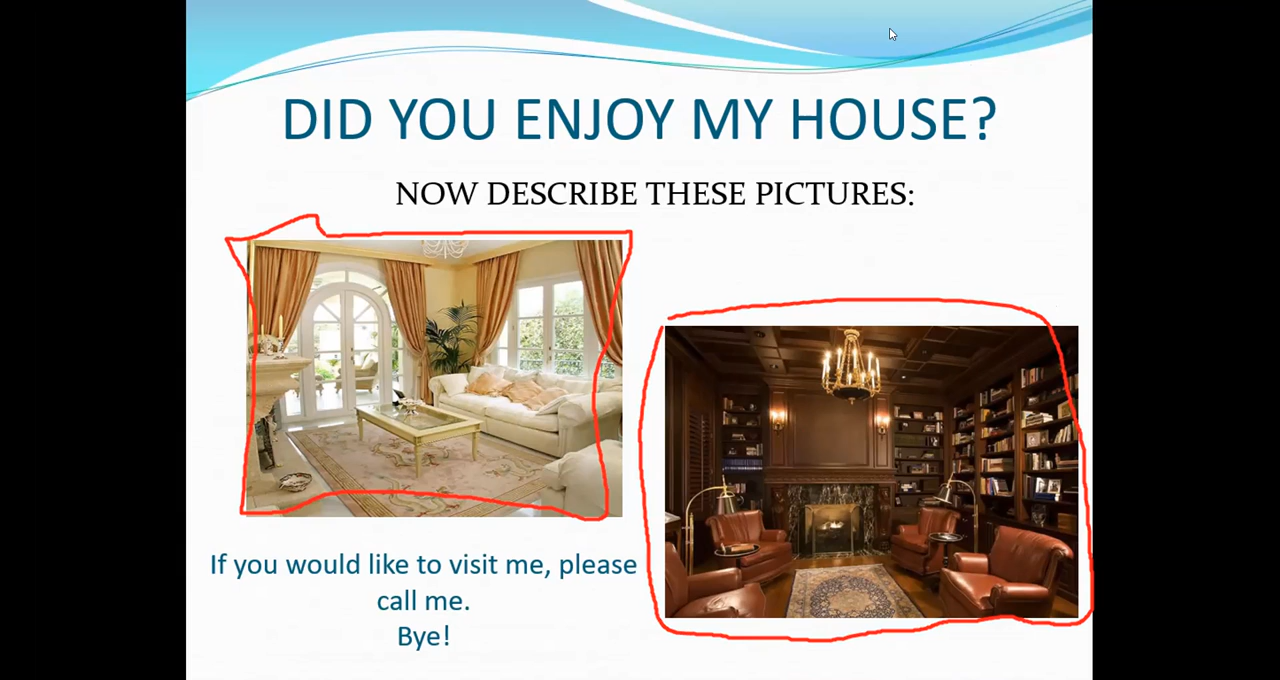 DID YOU ENJOY MY HOUSE?
NOW DESCRIBE THESE PICTURES:
If you would like to visit me, please
call me.
Bye!